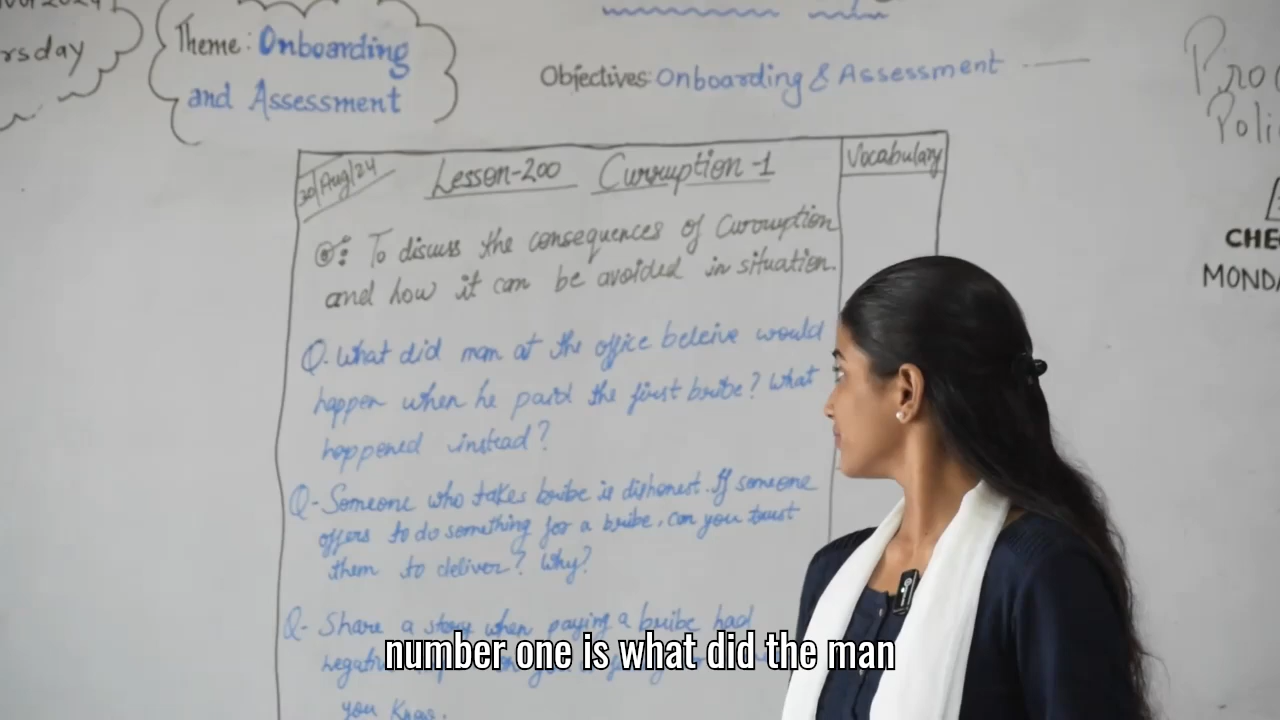 rsday
Theme: Onboarding
and Assessment
Objectives: Onboarding & Assessment
30/Aug/24
Lesson-200 Curruption-1
Vocabulary
To discuss the consequences of Curruption
and how it can be avoided in situation.
Q. What did man at the office beleive would
happen when he paid the first bribe? What
happened instead?
Q- Someone who takes bribe is dishonest. If someone
offers to do something for a bribe, can you trust
them to deliver? Why?
Q- Share a story when paying a bribe had
you
CHE
MONDA
number one is what did the man